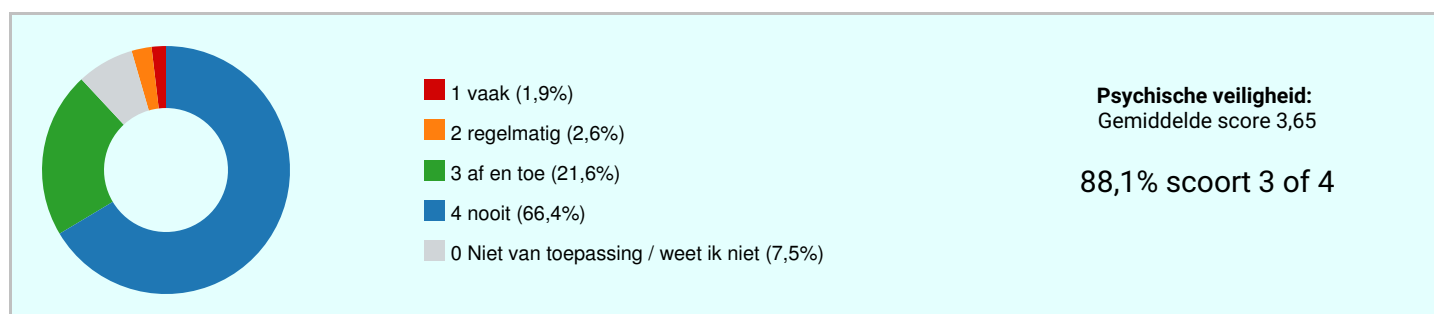 1 vaak (1,9%)
2 regelmatig (2,6%)
3 af en toe (21,6%)
4 nooit (66,4%)
0 Niet van toepassing / weet ik niet (7,5%)
Psychische veiligheid:
Gemiddelde score 3,65
88,1% scoort 3 of 4